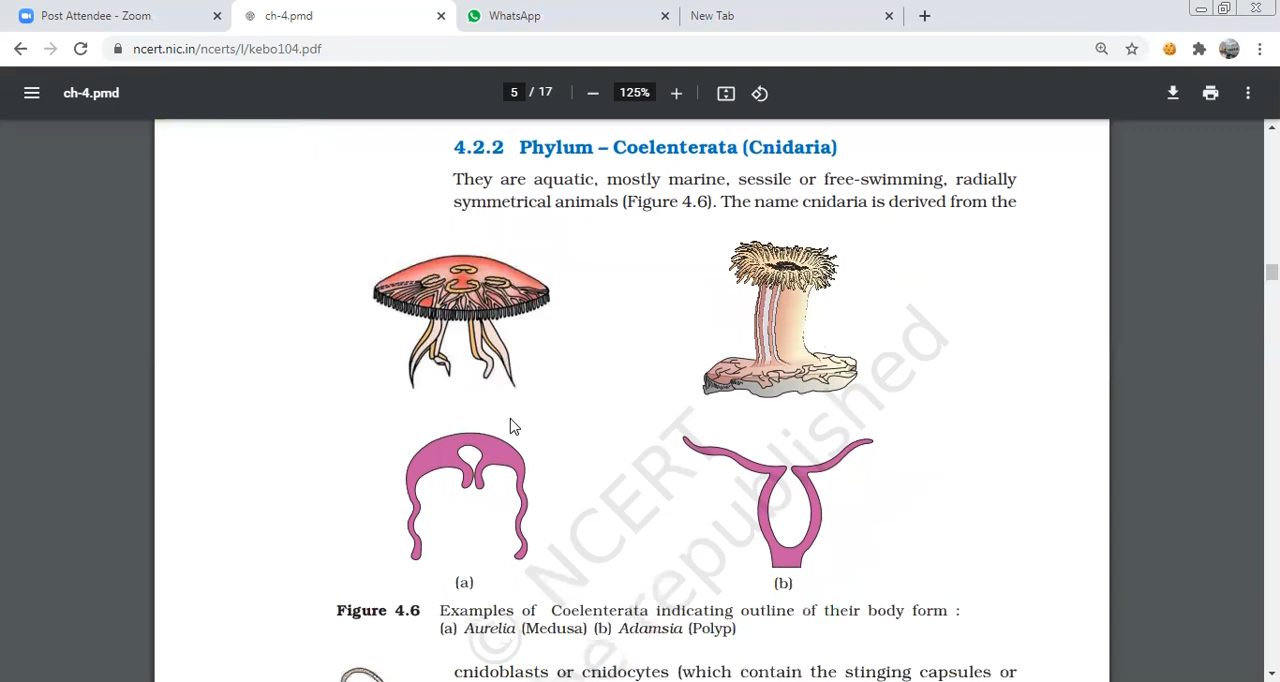 Post Attendee - Zoom
ch-4.pmd
WhatsApp
New Tab
ncert.nic.in/ncerts/l/kebo104.pdf
ch-4.pmd
5 / 17
125%
4.2.2 Phylum – Coelenterata (Cnidaria)
They are aquatic, mostly marine, sessile or free-swimming, radially
symmetrical animals (Figure 4.6). The name cnidaria is derived from the
(a)
(b)
© NCERT
be republished
Figure 4.6 Examples of Coelenterata indicating outline of their body form :
(a) Aurelia (Medusa) (b) Adamsia (Polyp)
cnidoblasts or cnidocytes (which contain the stinging capsules or